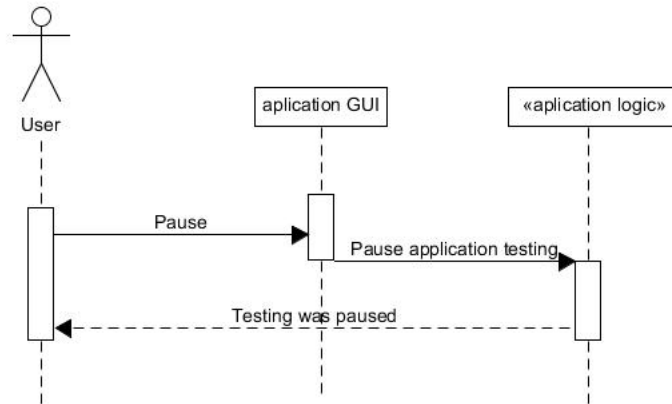 User
aplication GUI
«aplication logic»
Pause
Pause application testing
Testing was paused